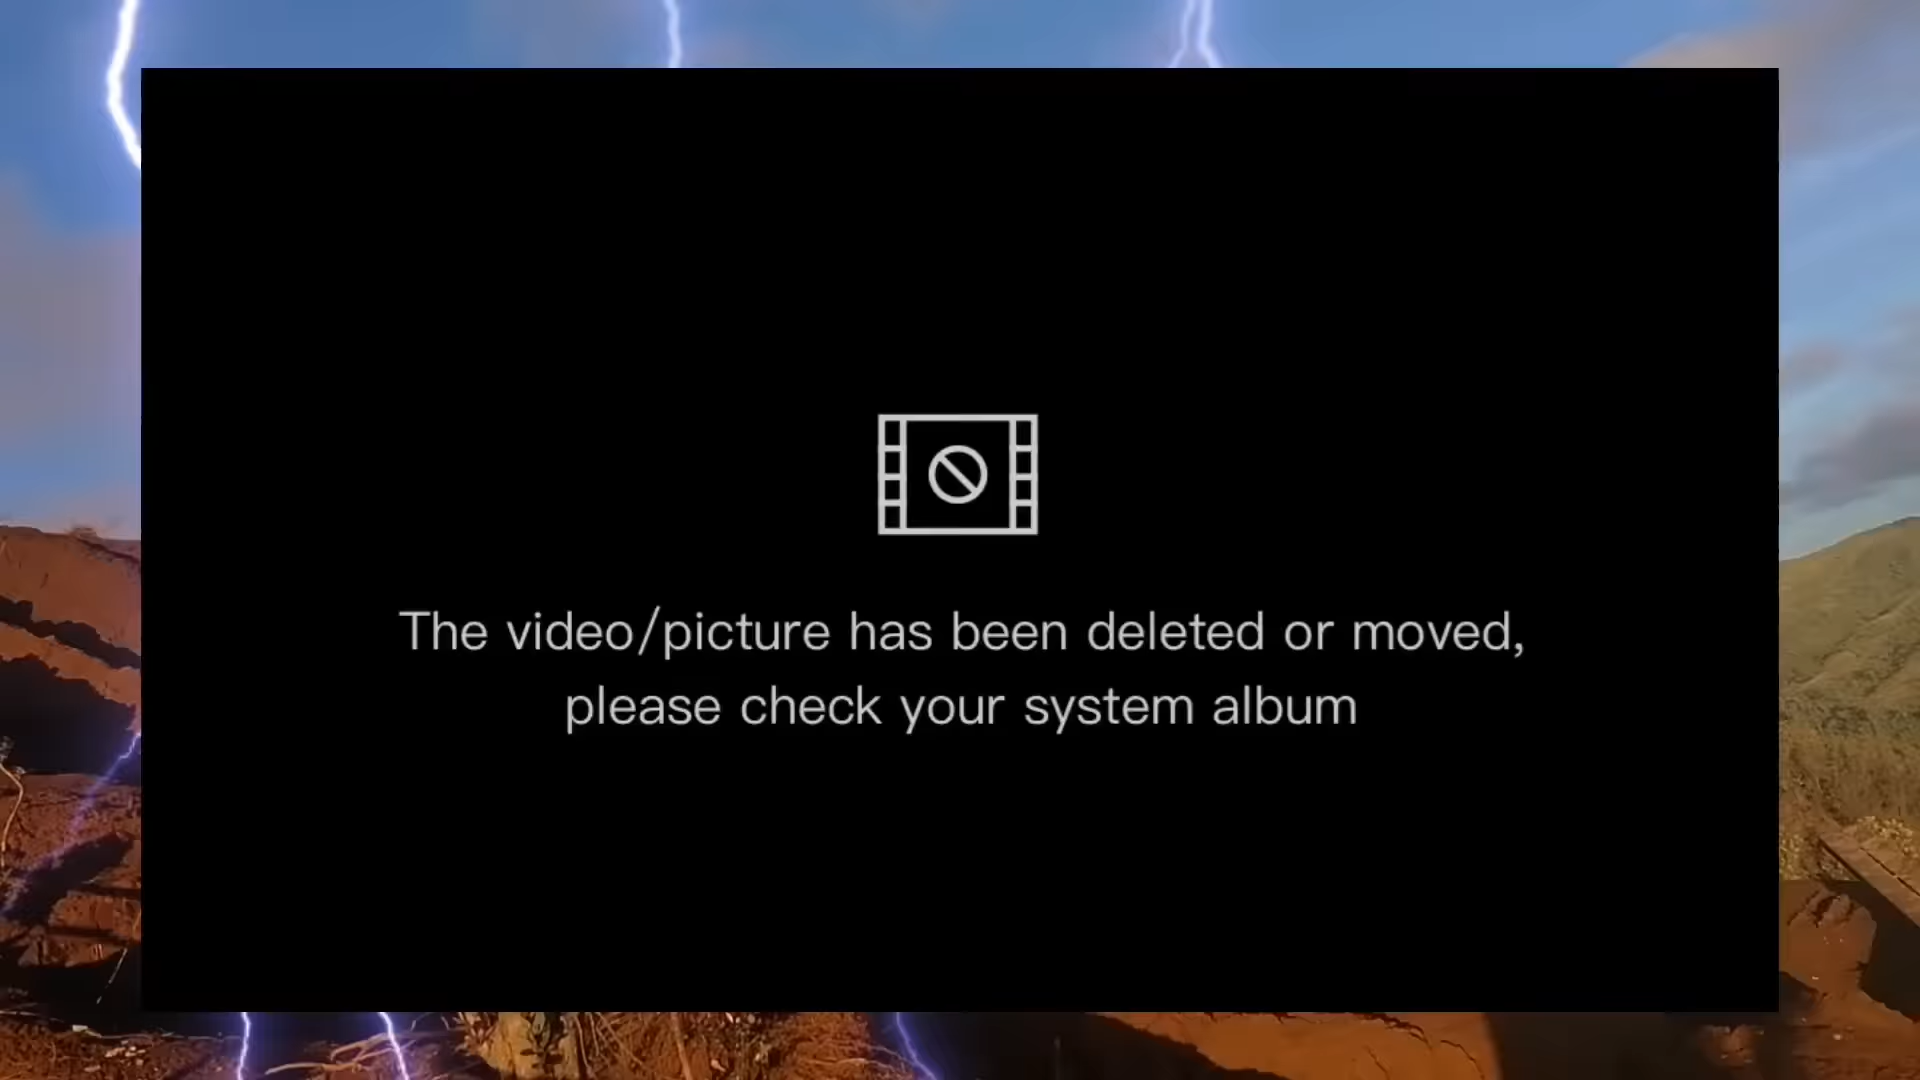 The video/picture has been deleted or moved,
please check your system album